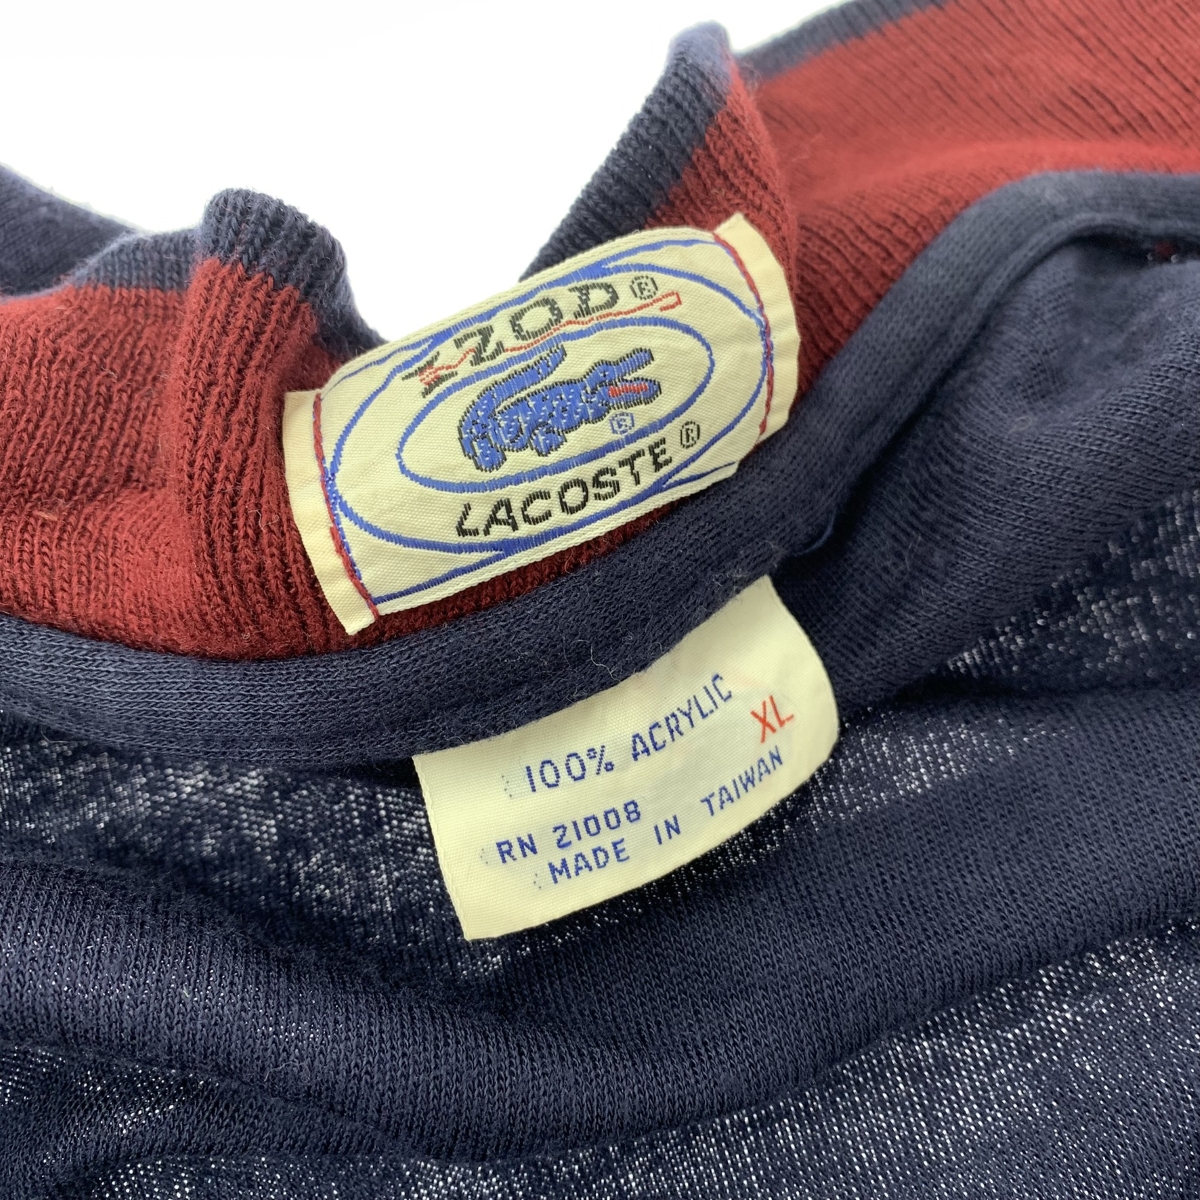 IZOD®
®
LACOSTE®
100% ACRYLIC
XL
RN 21008
MADE IN TAIWAN